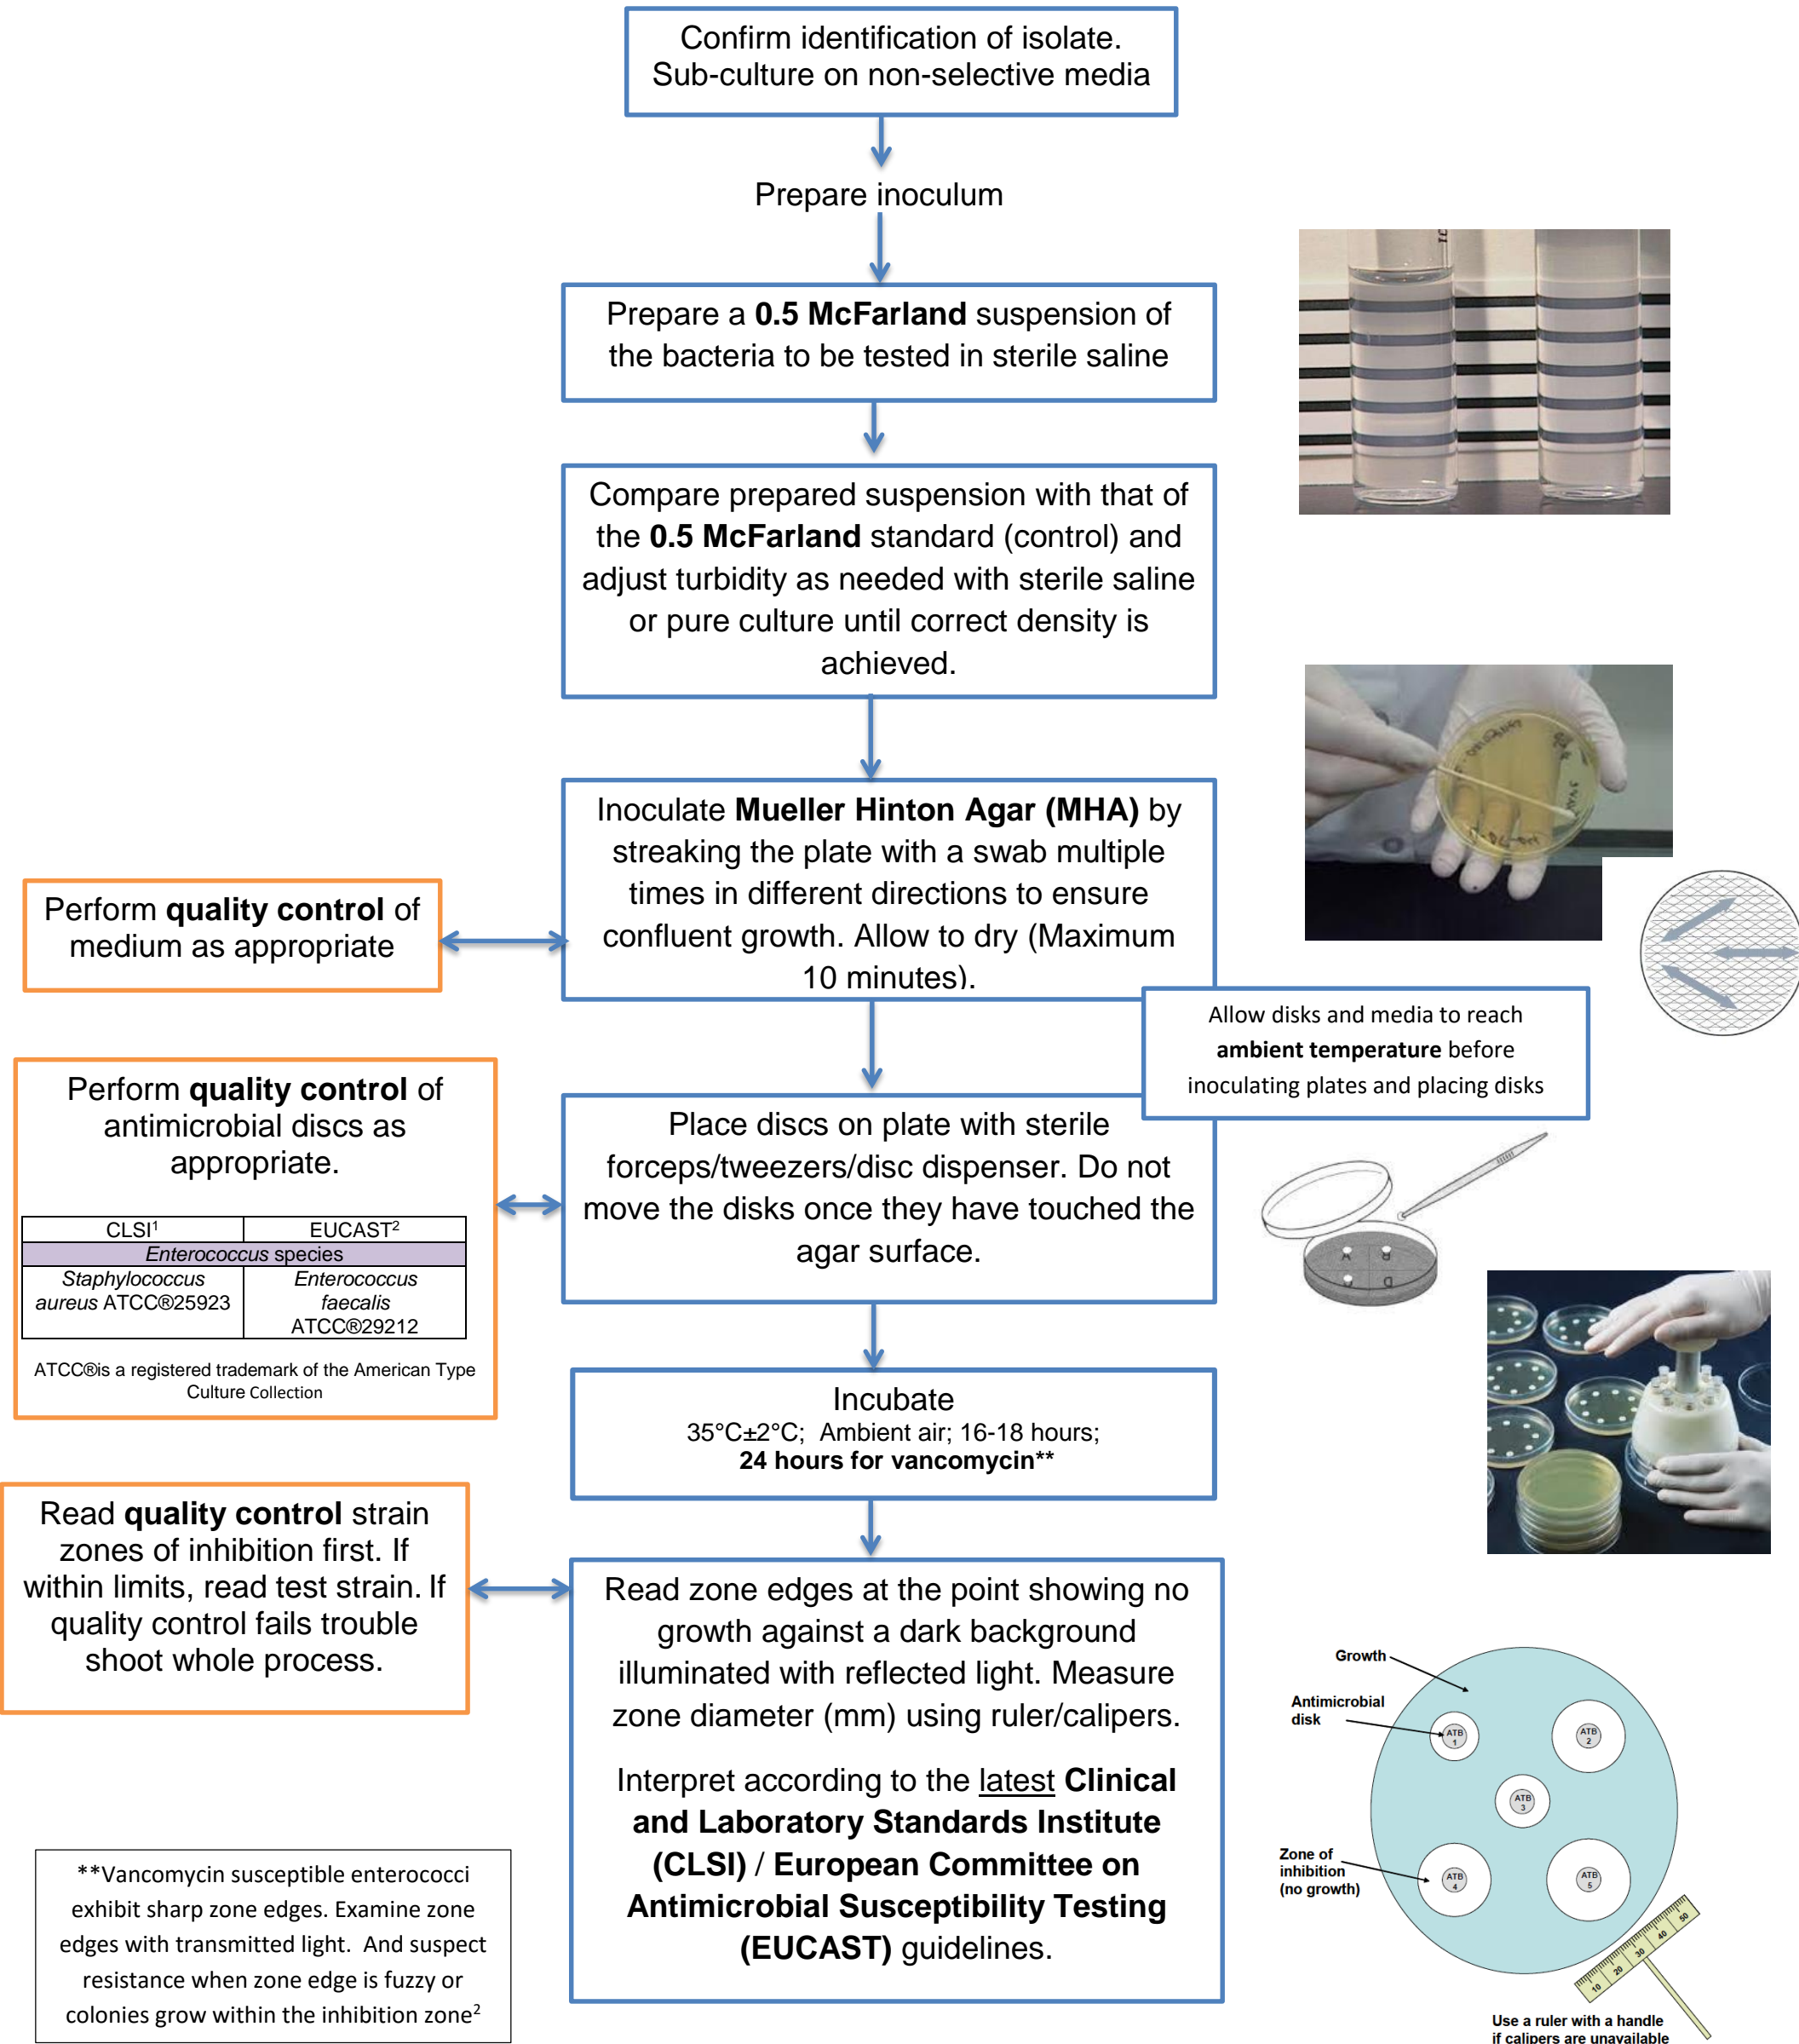 Confirm identification of isolate.
Sub-culture on non-selective media
Prepare inoculum
Prepare a 0.5 McFarland suspension of
the bacteria to be tested in sterile saline
Compare prepared suspension with that of
the 0.5 McFarland standard (control) and
adjust turbidity as needed with sterile saline
or pure culture until correct density is
achieved.
Inoculate Mueller Hinton Agar (MHA) by
streaking the plate with a swab multiple
times in different directions to ensure
confluent growth. Allow to dry (Maximum
10 minutes).
Perform quality control of
medium as appropriate
Allow disks and media to reach
ambient temperature before
inoculating plates and placing disks
Perform quality control of
antimicrobial discs as
appropriate.
CLSI¹ EUCAST²
Enterococcus species
Staphylococcus
aureus ATCC®25923
Enterococcus
faecalis
ATCC®29212
ATCC®is a registered trademark of the American Type
Culture Collection
Place discs on plate with sterile
forceps/tweezers/disc dispenser. Do not
move the disks once they have touched the
agar surface.
Incubate
35°C±2°C; Ambient air; 16-18 hours;
24 hours for vancomycin**
Read quality control strain
zones of inhibition first. If
within limits, read test strain. If
quality control fails trouble
shoot whole process.
Read zone edges at the point showing no
growth against a dark background
illuminated with reflected light. Measure
zone diameter (mm) using ruler/calipers.
Interpret according to the latest Clinical
and Laboratory Standards Institute
(CLSI) / European Committee on
Antimicrobial Susceptibility Testing
(EUCAST) guidelines.
**Vancomycin susceptible enterococci
exhibit sharp zone edges. Examine zone
edges with transmitted light. And suspect
resistance when zone edge is fuzzy or
colonies grow within the inhibition zone²
Growth
Antimicrobial
disk
ATB
1
ATB
2
ATB
3
Zone of
inhibition
(no growth)
ATB
4
ATB
5
10 20 30 40 50
Use a ruler with a handle
if calipers are unavailable